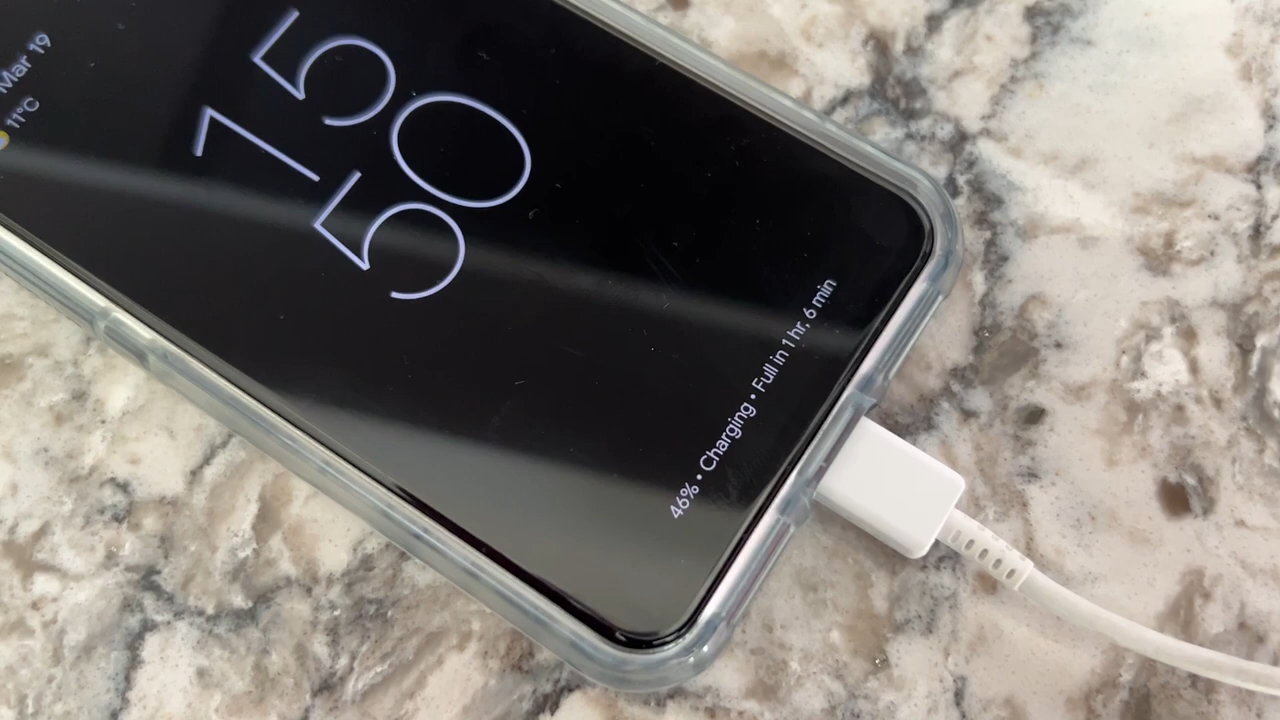 Mar 19
11°C
15
50
46% • Charging • Full in 1 hr, 6 min